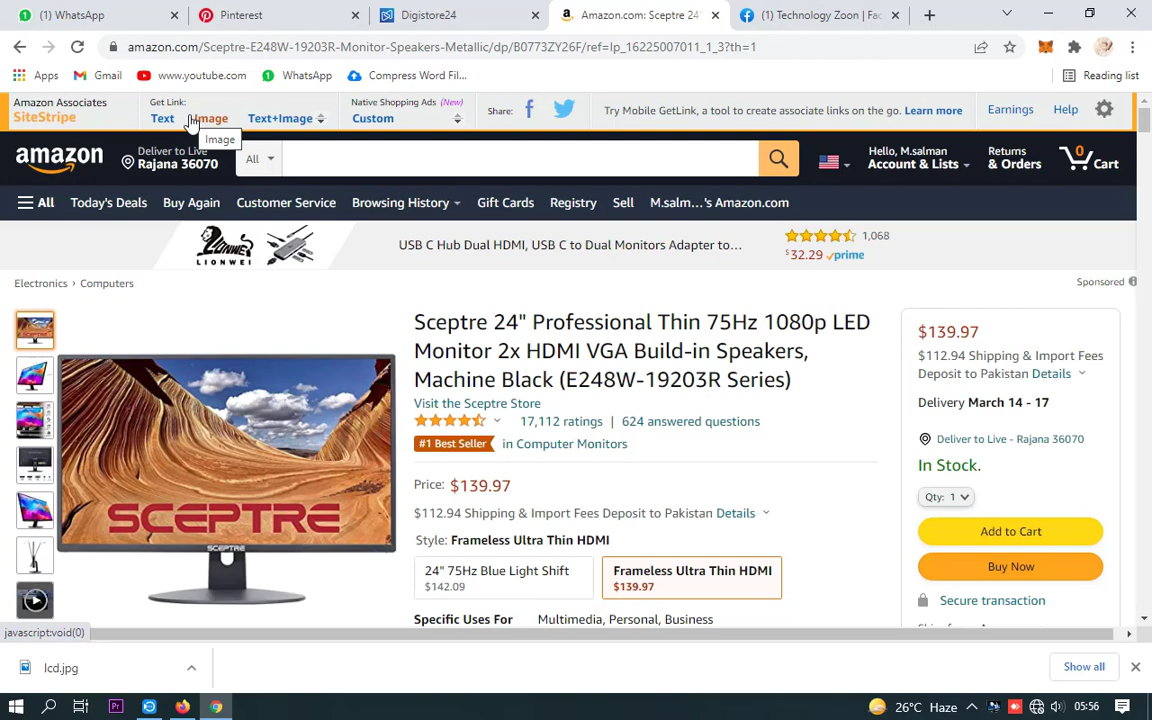 (1) WhatsApp
Pinterest
Digistore24
Amazon.com: Sceptre 24"
(1) Technology Zoon | Fac
amazon.com/Sceptre-E248W-19203R-Monitor-Speakers-Metallic/dp/B0773ZY26F/ref=lp_16225007011_1_3?th=1
Apps
Gmail
www.youtube.com
WhatsApp
Compress Word Fil...
Reading list
Amazon Associates
SiteStripe
Get Link:
Text
Image
Text+Image
Native Shopping Ads (New)
Custom
Share:
Try Mobile GetLink, a tool to create associate links on the go. Learn more
Earnings
Help
Image
amazon
Deliver to Live
Rajana 36070
All
Hello, M.salman
Account & Lists
Returns
& Orders
0
Cart
All
Today's Deals
Buy Again
Customer Service
Browsing History
Gift Cards
Registry
Sell
M.salm...'s Amazon.com
LIONWEI
USB C Hub Dual HDMI, USB C to Dual Monitors Adapter to...
1,068
$32.29 prime
Electronics › Computers
Sponsored
Sceptre 24" Professional Thin 75Hz 1080p LED
Monitor 2x HDMI VGA Build-in Speakers,
Machine Black (E248W-19203R Series)
Visit the Sceptre Store
17,112 ratings | 624 answered questions
#1 Best Seller in Computer Monitors
Price: $139.97
$112.94 Shipping & Import Fees Deposit to Pakistan Details
Style: Frameless Ultra Thin HDMI
24" 75Hz Blue Light Shift
$142.09
Frameless Ultra Thin HDMI
$139.97
Specific Uses For Multimedia, Personal, Business
SCEPTRE
SCEPTRE
$139.97
$112.94 Shipping & Import Fees
Deposit to Pakistan Details
Delivery March 14 - 17
Deliver to Live - Rajana 36070
In Stock.
Qty: 1
Add to Cart
Buy Now
Secure transaction
javascript:void(0)
lcd.jpg
Show all
Pr
26°C Haze
05:56